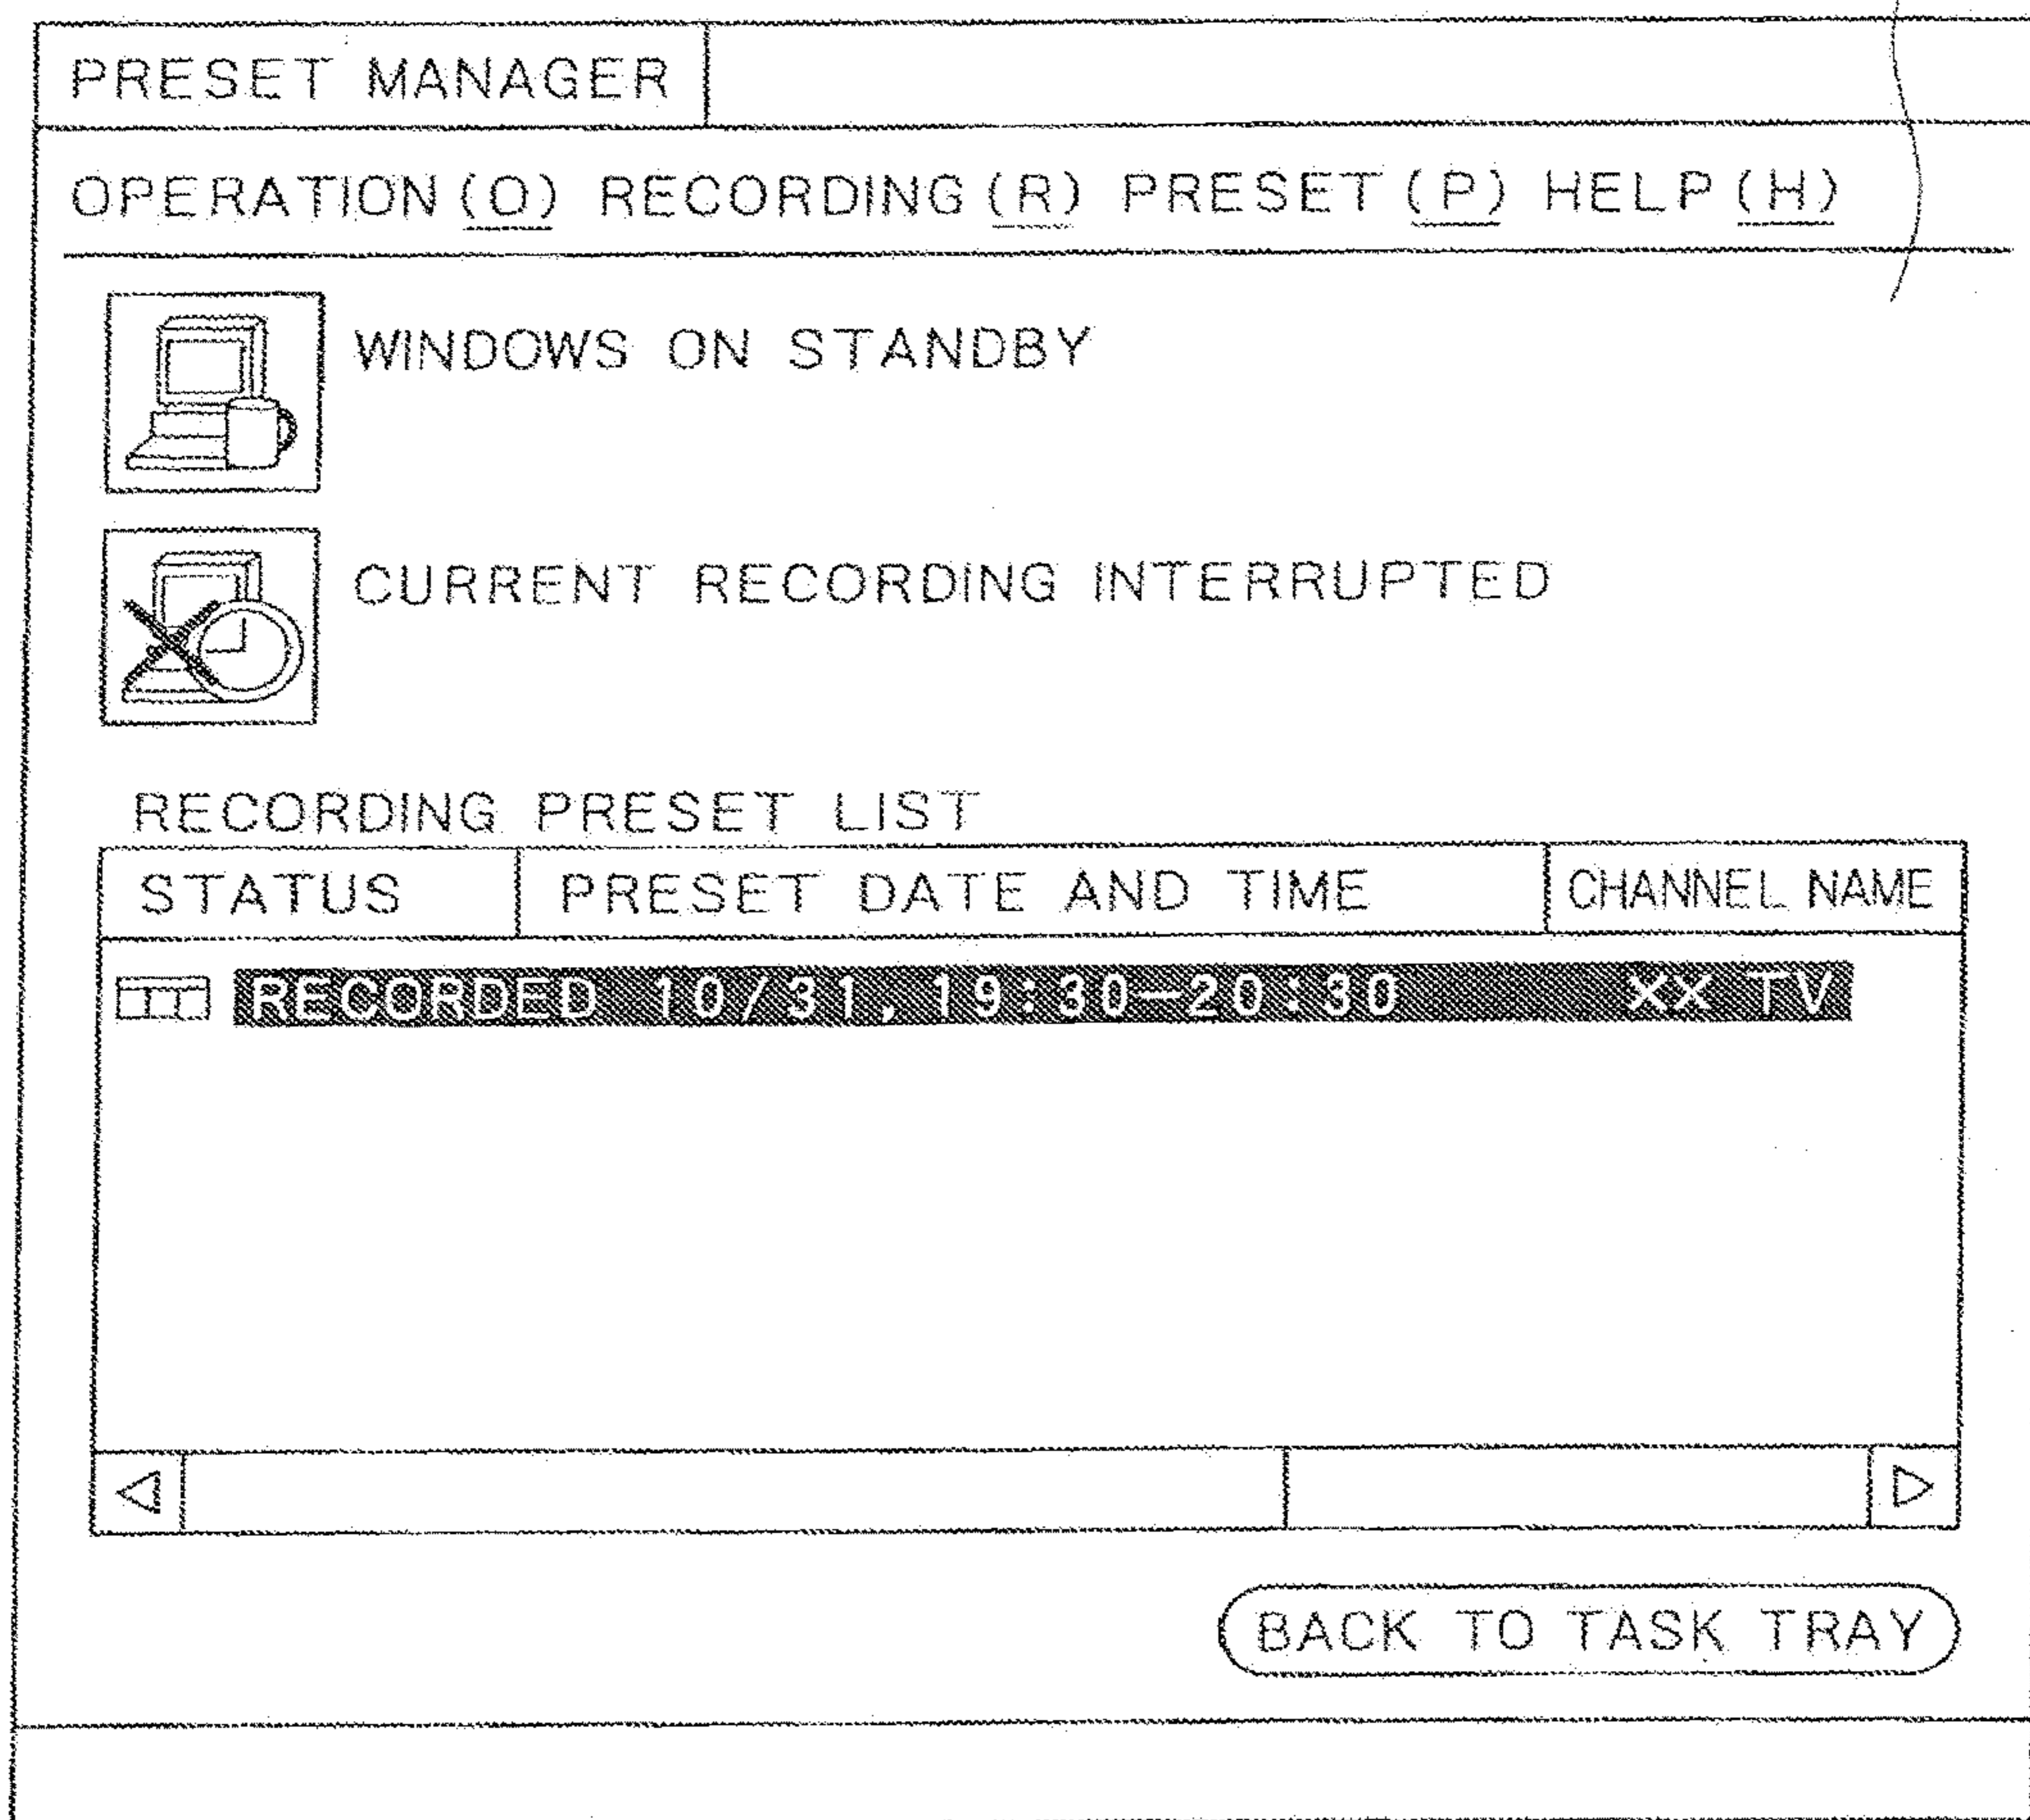 PRESET MANAGER
OPERATION(O) RECORDING(R) PRESET(P) HELP(H)
WINDOWS ON STANDBY
CURRENT RECORDING INTERRUPTED
RECORDING PRESET LIST
STATUS PRESET DATE AND TIME CHANNEL NAME
RECORDED 10/31, 19:30-20:30 XX TV
BACK TO TASK TRAY